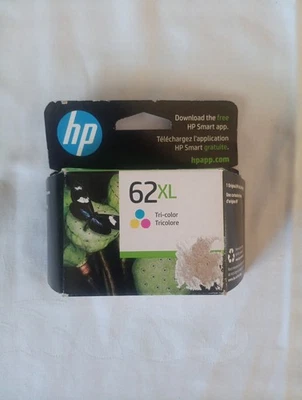 hp
Download the free
HP Smart app.
Téléchargez l'application
HP Smart gratuite.
hpapp.com
62XL
Tri-color
Tricolore